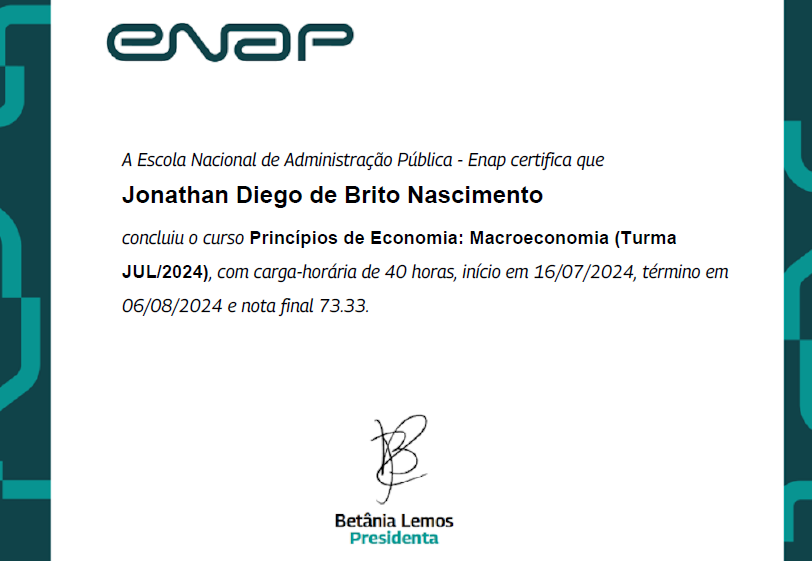 enap
A Escola Nacional de Administração Pública - Enap certifica que
Jonathan Diego de Brito Nascimento
concluiu o curso Princípios de Economia: Macroeconomia (Turma
JUL/2024), com carga-horária de 40 horas, início em 16/07/2024, término em
06/08/2024 e nota final 73.33.
Betânia Lemos
Presidenta